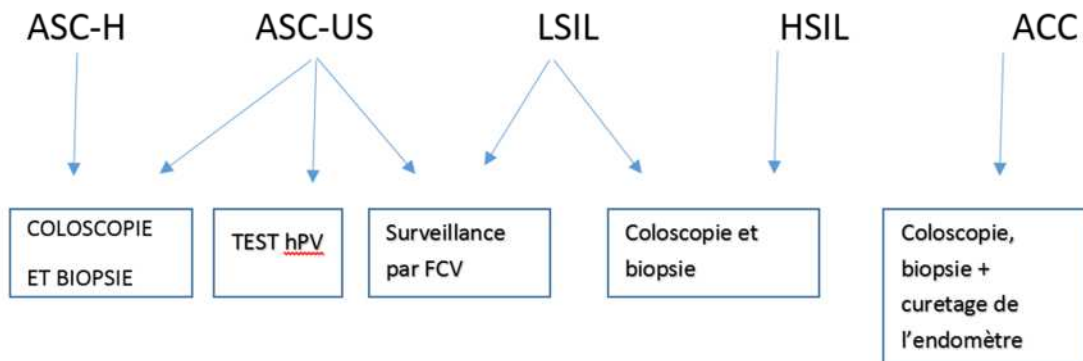 ASC-H ASC-US LSIL HSIL ACC
COLOSCOPIE
ET BIOPSIE
TEST hPV
Surveillance
par FCV
Coloscopie et
biopsie
Coloscopie,
biopsie +
curetage de
l'endomètre